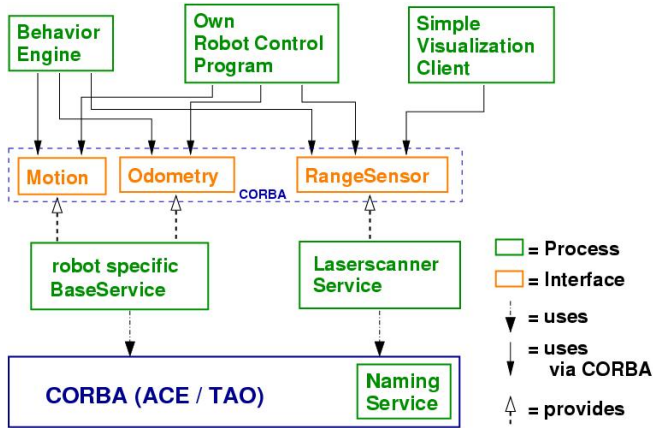 Behavior
Engine
Own
Robot Control
Program
Simple
Visualization
Client
Motion
Odometry
RangeSensor
CORBA
robot specific
BaseService
Laserscanner
Service
= Process
= Interface
= uses
= uses
via CORBA
= provides
CORBA (ACE / TAO)
Naming
Service